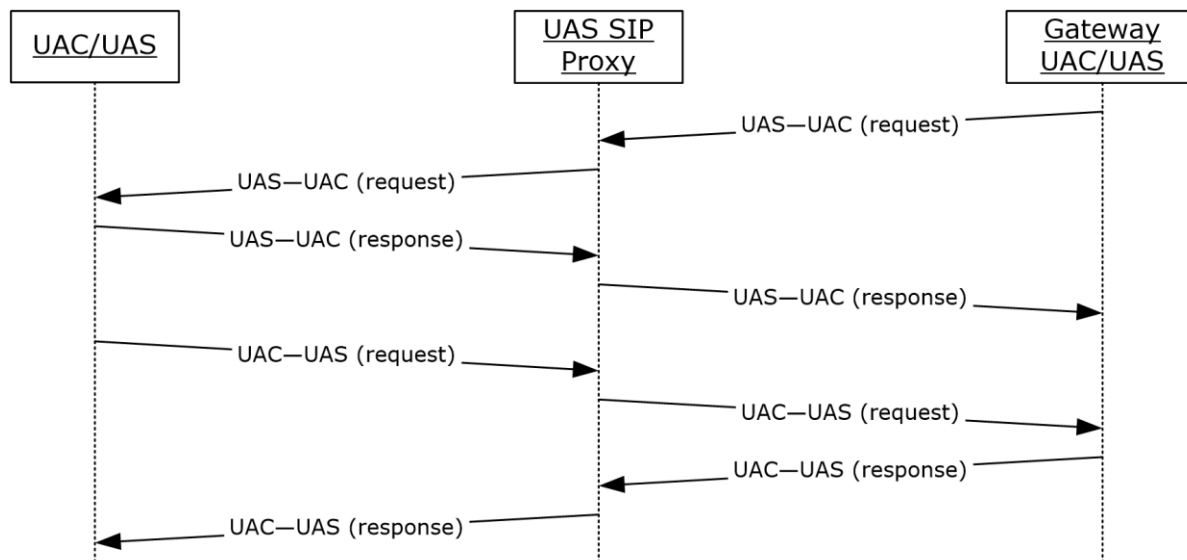 UAC/UAS
UAS SIP
Proxy
Gateway
UAC/UAS
UAS—UAC (request)
UAS—UAC (request)
UAS—UAC (response)
UAS—UAC (response)
UAC—UAS (request)
UAC—UAS (request)
UAC—UAS (response)
UAC—UAS (response)